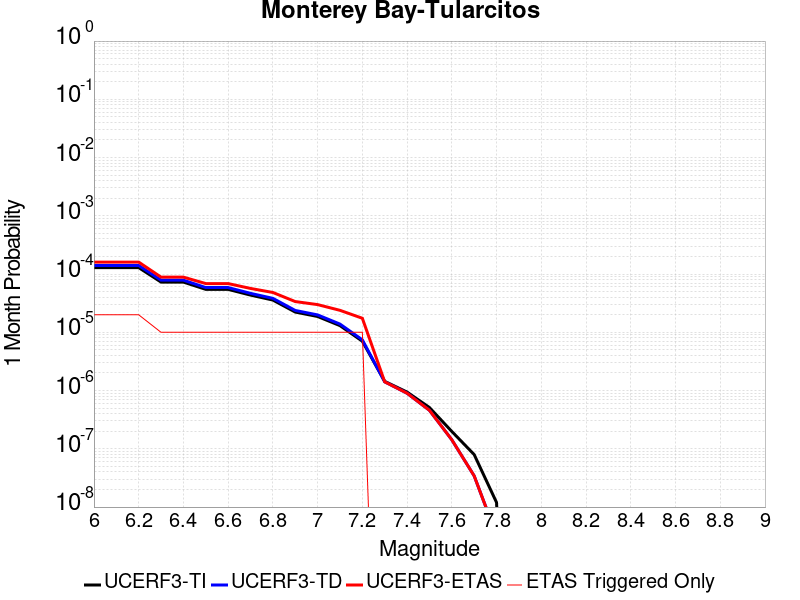 Monterey Bay-Tularcitos
10^0
10^-1
10^-2
10^-3
10^-4
10^-5
10^-6
10^-7
10^-8
1 Month Probability
6 6.2 6.4 6.6 6.8 7 7.2 7.4 7.6 7.8 8 8.2 8.4 8.6 8.8 9
Magnitude
UCERF3-TI UCERF3-TD UCERF3-ETAS ETAS Triggered Only